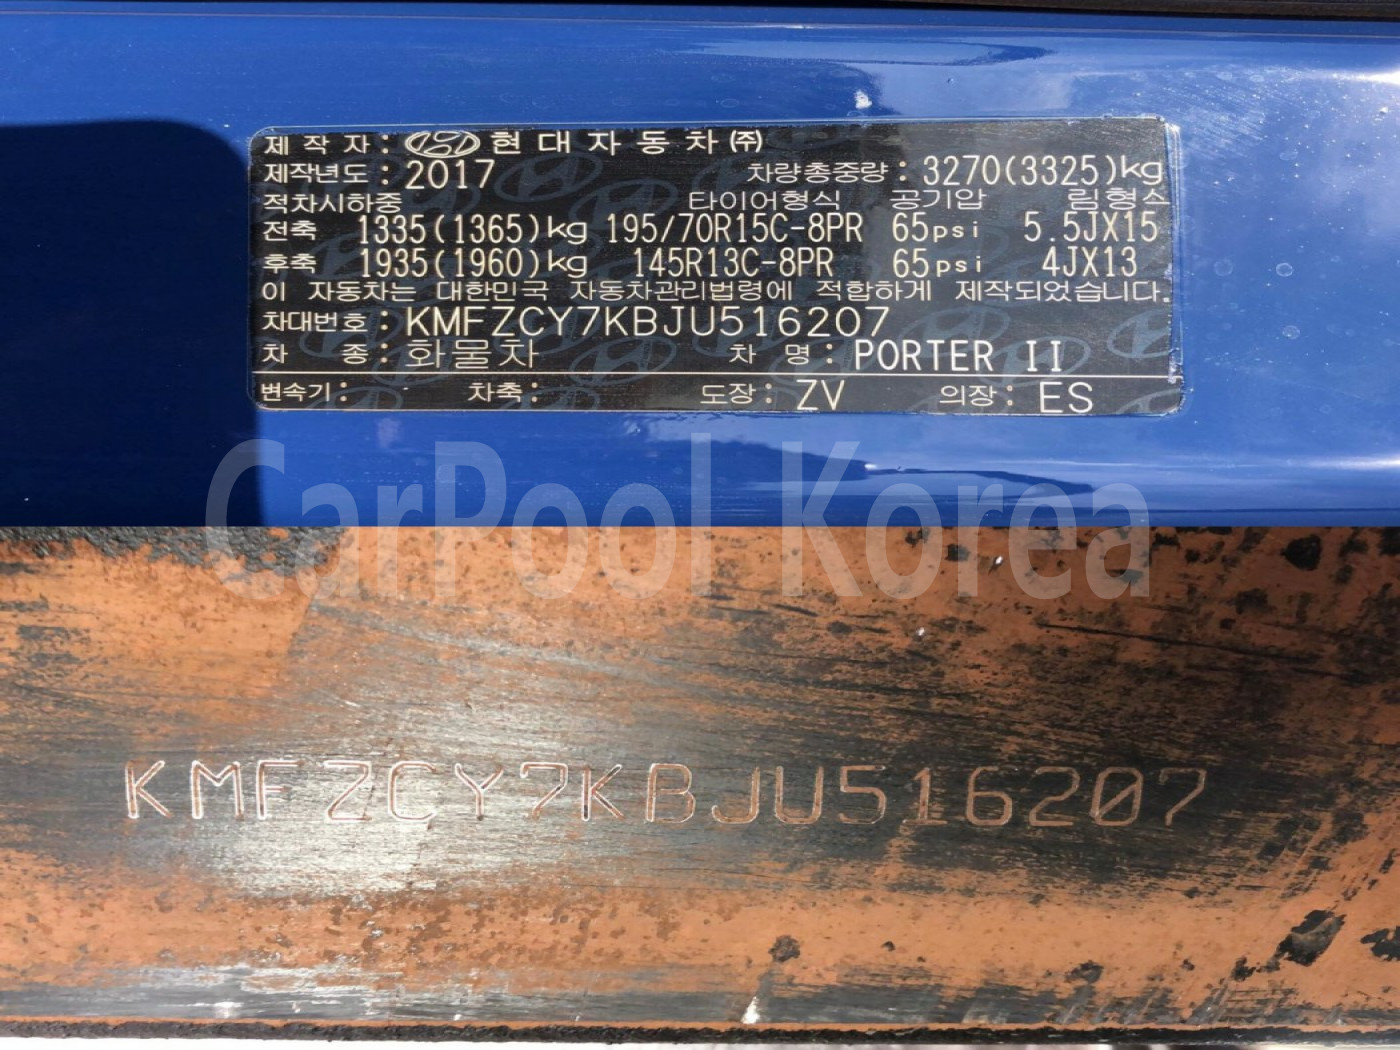 제 작 자 : 현 대 자 동 차 ㈜
제작년도 : 2017 차량총중량 : 3270(3325)kg
적차시하중 타이어형식 공기압 림형스
전축 1335(1365)kg 195/70R15C-8PR 65psi 5.5JX15
후축 1935(1960)kg 145R13C-8PR 65psi 4JX13
이 자동차는 대한민국 자동차관리법령에 적합하게 제작되었습니다.
차대번호 : KMFZCY7KBJU516207
차 종 : 화물차 차 명 : PORTER II
변속기 : 차축 : 도장 : ZV 의장 : ES
CarPool Korea
KMFZCY7KBJU516207